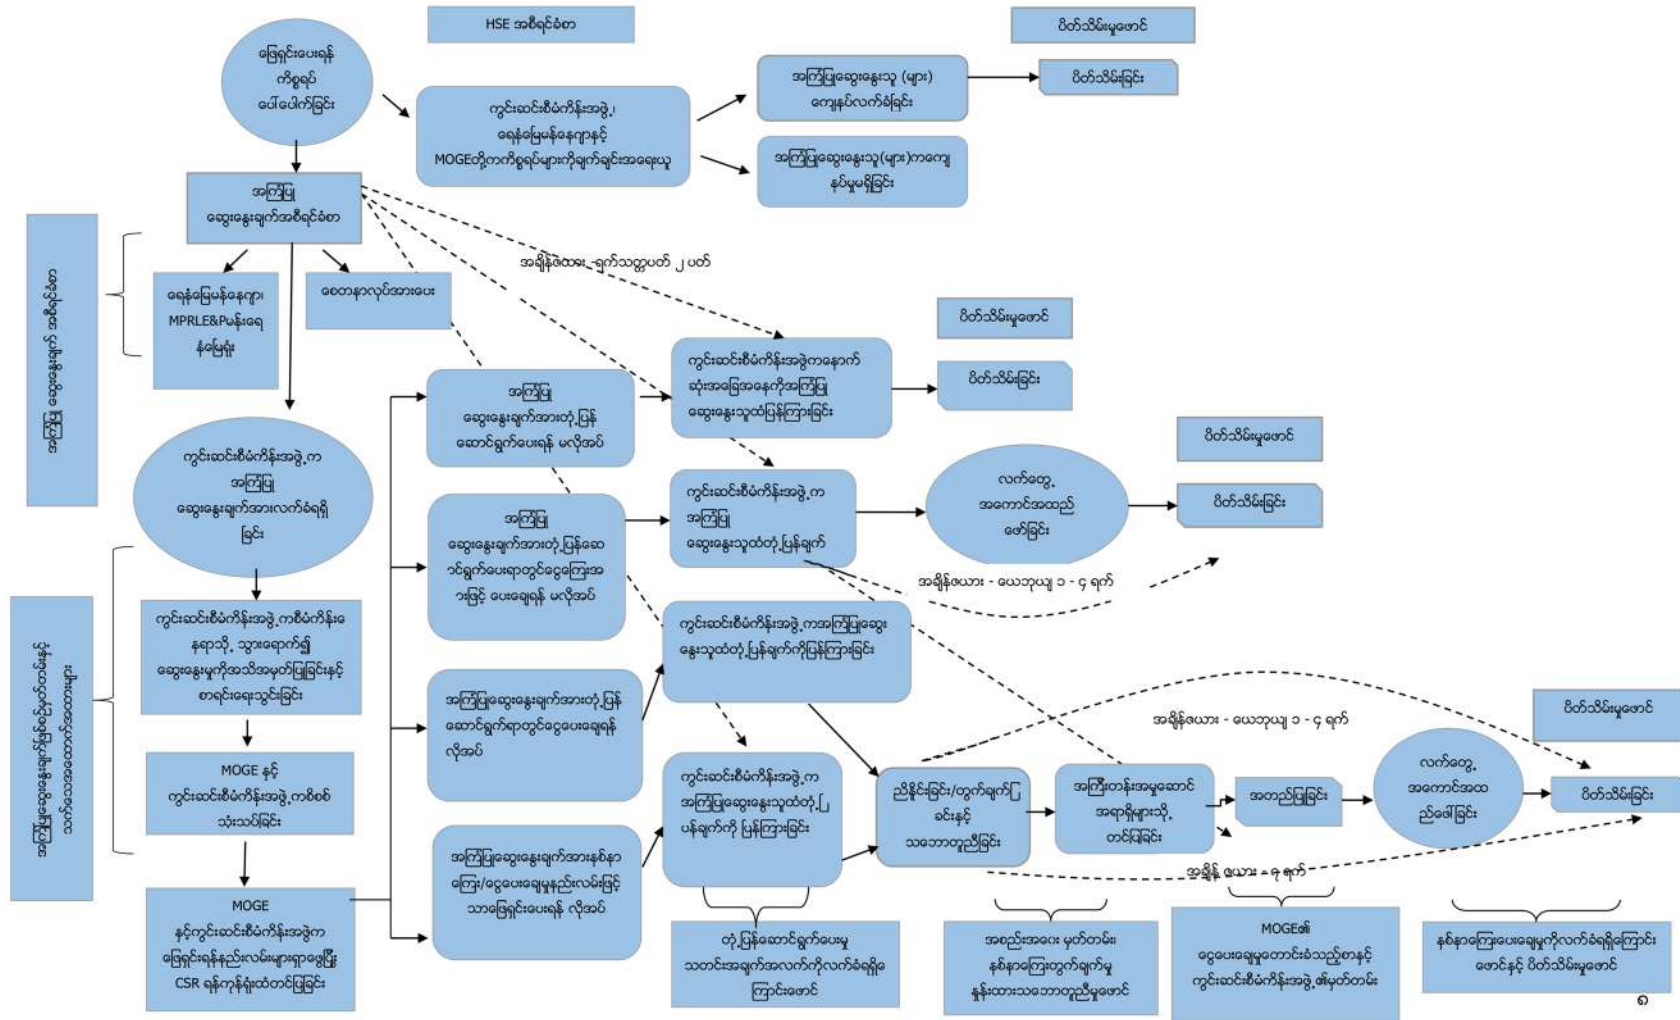 HSE အစီရင်ခံစာ
ပိတ်သိမ်းမှုဖောင်
ဖြေရှင်းပေးရန်
ကိစ္စရပ်
ပေါ်ပေါက်ခြင်း
ကွင်းဆင်းစီမံကိန်းအဖွဲ့၊
ရေနံမြေမန်နေဂျာနှင့်
MOGEတို့ကကိစ္စရပ်များကိုချက်ချင်းအရေးယူ
အကြံပြုဆွေးနွေးသူ (များ)
ကျေနပ်လက်ခံခြင်း
ပိတ်သိမ်းခြင်း
အကြံပြုဆွေးနွေးသူ(များ)ကကျေ
နပ်မှုမရှိခြင်း
အကြံပြု
ဆွေးနွေးချက်အစီရင်ခံစာ
အချိန်ဇယား -ရက်သတ္တပတ် ၂ ပတ်
ရေနံမြေမန်နေဂျာ၊
MPRLE&Pမန်းရေ
နံမြေရုံး
စေတနာလုပ်အားပေး
ပိတ်သိမ်းမှုဖောင်
အကြံပြု
ဆွေးနွေးချက်အားတုံ့ပြန်
ဆောင်ရွက်ပေးရန် မလိုအပ်
ကွင်းဆင်းစီမံကိန်းအဖွဲ့ကနောက်
ဆုံးအခြေအနေကိုအကြံပြု
ဆွေးနွေးသူထံပြန်ကြားခြင်း
ပိတ်သိမ်းခြင်း
ကွင်းဆင်းစီမံကိန်းအဖွဲ့က
အကြံပြု
ဆွေးနွေးချက်အားလက်ခံရရှိ
ခြင်း
ပိတ်သိမ်းမှုဖောင်
အကြံပြု
ဆွေးနွေးချက်အားတုံ့ပြန်ဆော
င်ရွက်ပေးရာတွင်ငွေကြေးအ
ားဖြင့် ပေးချေရန် မလိုအပ်
ကွင်းဆင်းစီမံကိန်းအဖွဲ့က
အကြံပြု
ဆွေးနွေးသူထံတုံ့ပြန်ချက်
လက်တွေ့
အကောင်အထည်
ဖော်ခြင်း
ပိတ်သိမ်းခြင်း
အချိန်ဇယား - ယေဘုယျ ၁ - ၄ ရက်
ကွင်းဆင်းစီမံကိန်းအဖွဲ့ကစီမံကိန်းနေ
နရာသို့ သွားရောက်၍
ဆွေးနွေးမှုကိုအသိအမှတ်ပြုခြင်းနှင့်
စာရင်းရေးသွင်းခြင်း
ကွင်းဆင်းစီမံကိန်းအဖွဲ့ကအကြံပြုဆွေး
နွေးသူထံတုံ့ပြန်ချက်ကိုပြန်ကြားခြင်း
အကြံပြုဆွေးနွေးချက်အားတုံ့ပြန်
ဆောင်ရွက်ရာတွင်ငွေပေးချေရန်
လိုအပ်
အချိန်ဇယား - ယေဘုယျ ၁ - ၄ ရက်
ပိတ်သိမ်းမှုဖောင်
MOGE နှင့်
ကွင်းဆင်းစီမံကိန်းအဖွဲ့ကစိစစ်
သုံးသပ်ခြင်း
ကွင်းဆင်းစီမံကိန်းအဖွဲ့က
အကြံပြုဆွေးနွေးသူထံတုံ့ပြ
ပန်ချက်ကို ပြန်ကြားခြင်း
ညှိနှိုင်းခြင်း/တွက်ချက်ပြ
ခင်းနှင့်
သဘောတူညီခြင်း
အကြီးတန်းအမှုဆောင်
အရာရှိများသို့
တင်ပြခြင်း
အတည်ပြုခြင်း
လက်တွေ့
အကောင်အထ
ည်ဖေါ်ခြင်း
ပိတ်သိမ်းခြင်း
အကြံပြုဆွေးနွေးချက်အားနစ်နာ
ကြေး/ငွေပေးချေမှုနည်းလမ်းဖြင့်
သာဖြေရှင်းပေးရန် လိုအပ်
အချိန် ဇယား - ၃ ရက်
MOGE
နှင့်ကွင်းဆင်းစီမံကိန်းအဖွဲ့က
ဖြေရှင်းရန်နည်းလမ်းများရှာဖွေပြီး
CSR ရန်ကုန်ရုံးထံတင်ပြခြင်း
တုံ့ပြန်ဆောင်ရွက်ပေးမှု
သတင်းအချက်အလက်ကိုလက်ခံရရှိ
ကြောင်းဖောင်
အစည်းအဝေး မှတ်တမ်း၊
နစ်နာကြေးတွက်ချက်မှု
နှုန်းထားသဘောတူညီမှုဖောင်
MOGE၏
ငွေပေးချေမှုတောင်းခံသည့်စာနှင့်
ကွင်းဆင်းစီမံကိန်းအဖွဲ့၏မှတ်တမ်း
နစ်နာကြေးပေးချေမှုကိုလက်ခံရရှိကြောင်း
ဖောင်နှင့် ပိတ်သိမ်းမှုဖောင်
၈